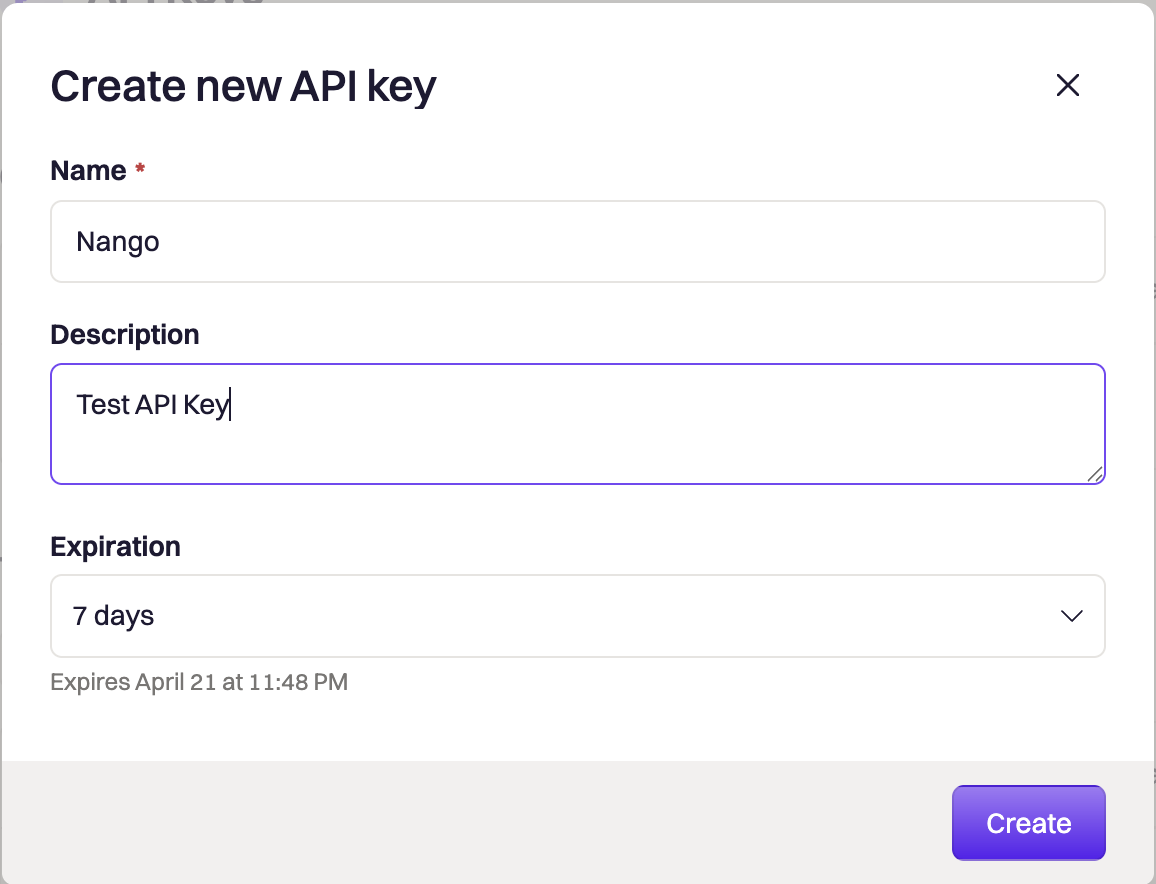 Create new API key
Name *
Nango
Description
Test API Key
Expiration
7 days
Expires April 21 at 11:48 PM
Create